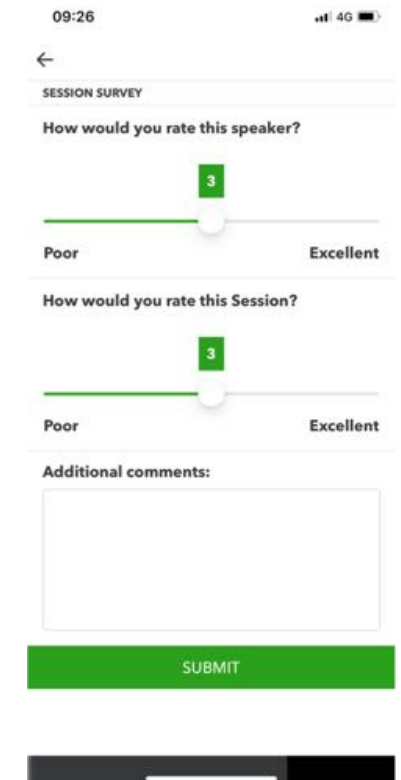 09:26 4G
SESSION SURVEY
How would you rate this speaker?
3
Poor Excellent
How would you rate this Session?
3
Poor Excellent
Additional comments:
SUBMIT